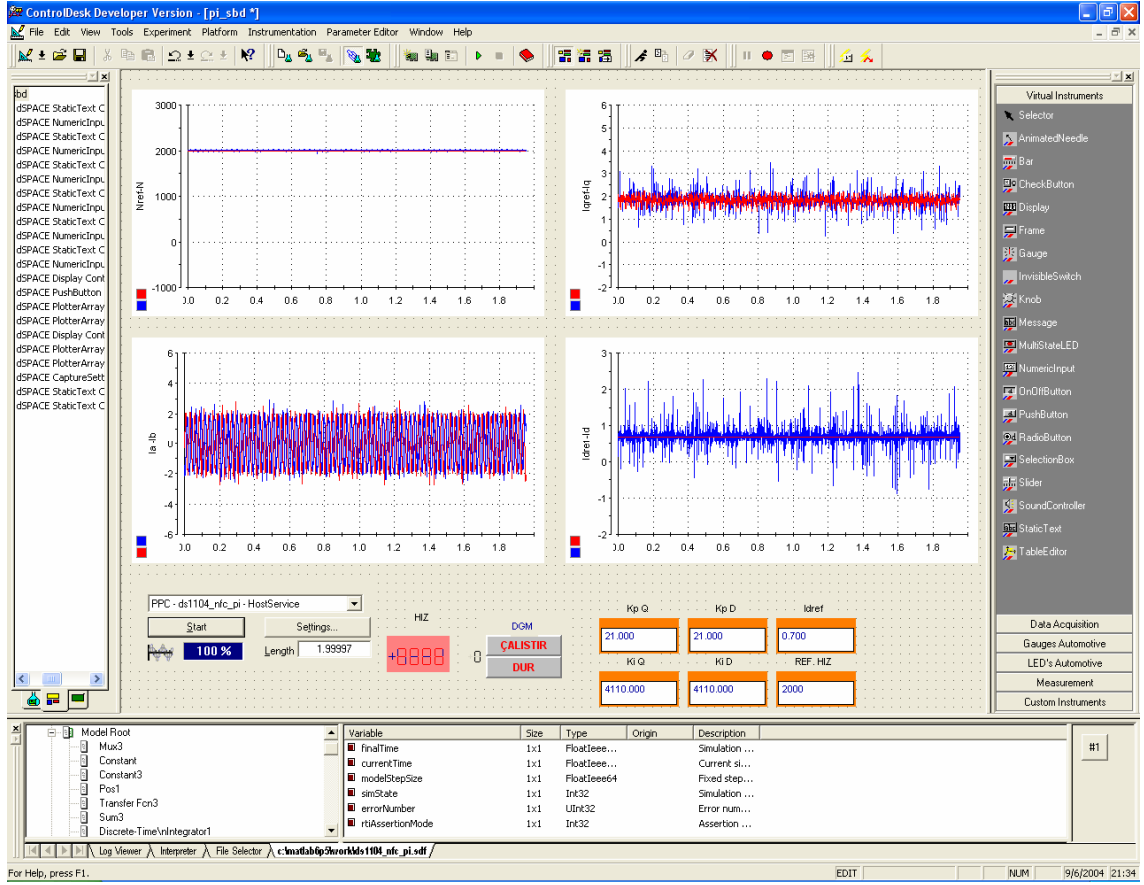 ControlDesk Developer Version - [pi_sbd *]
File Edit View Tools Experiment Platform Instrumentation Parameter Editor Window Help
sbd
dSPACE StaticText C
dSPACE NumericInpu
dSPACE StaticText C
dSPACE NumericInpu
dSPACE StaticText C
dSPACE NumericInpu
dSPACE StaticText C
dSPACE NumericInpu
dSPACE StaticText C
dSPACE NumericInpu
dSPACE StaticText C
dSPACE NumericInpu
dSPACE Display Cont
dSPACE PushButton
dSPACE PlotterArray
dSPACE PlotterArray
dSPACE Display Cont
dSPACE PlotterArray
dSPACE PlotterArray
dSPACE CaptureSett
dSPACE StaticText C
dSPACE StaticText C
Nref-N
3000
2000
1000
0
-1000
0.0 0.2 0.4 0.6 0.8 1.0 1.2 1.4 1.6 1.8
Iqref-Iq
6
5
4
3
2
1
0
-1
-2
0.0 0.2 0.4 0.6 0.8 1.0 1.2 1.4 1.6 1.8
Ia-Ib
6
4
2
0
-2
-4
-6
0.0 0.2 0.4 0.6 0.8 1.0 1.2 1.4 1.6 1.8
Idref-Id
3
2
1
0
-1
-2
0.0 0.2 0.4 0.6 0.8 1.0 1.2 1.4 1.6 1.8
PPC - ds1104_nfc_pi - HostService
Start Settings...
100 % Length 1.99997
HIZ
DGM
0
ÇALISTIR
DUR
Kp Q Kp D Idref
21.000 21.000 0.700
Ki Q Ki D REF. HIZ
4110.000 4110.000 2000
Virtual Instruments
Selector
AnimatedNeedle
Bar
CheckButton
Display
Frame
Gauge
InvisibleSwitch
Knob
Message
MultiStateLED
NumericInput
OnOffButton
PushButton
RadioButton
SelectionBox
Slider
SoundController
StaticText
TableEditor
Data Acquisition
Gauges Automotive
LED's Automotive
Measurement
Custom Instruments
Model Root
Mux3
Constant
Constant3
Pos1
Transfer Fcn3
Sum3
Discrete-Time\nIntegrator1
Variable Size Type Origin Description
finalTime 1x1 FloatIeee... Simulation ...
currentTime 1x1 FloatIeee... Current si...
modelStepSize 1x1 FloatIeee64 Fixed step...
simState 1x1 Int32 Simulation ...
errorNumber 1x1 UInt32 Error num...
rtiAssertionMode 1x1 Int32 Assertion ...
#1
Log Viewer Interpreter File Selector c:\matlab6p5\work\ds1104_nfc_pi.sdf
For Help, press F1. EDIT NUM 9/6/2004 21:34